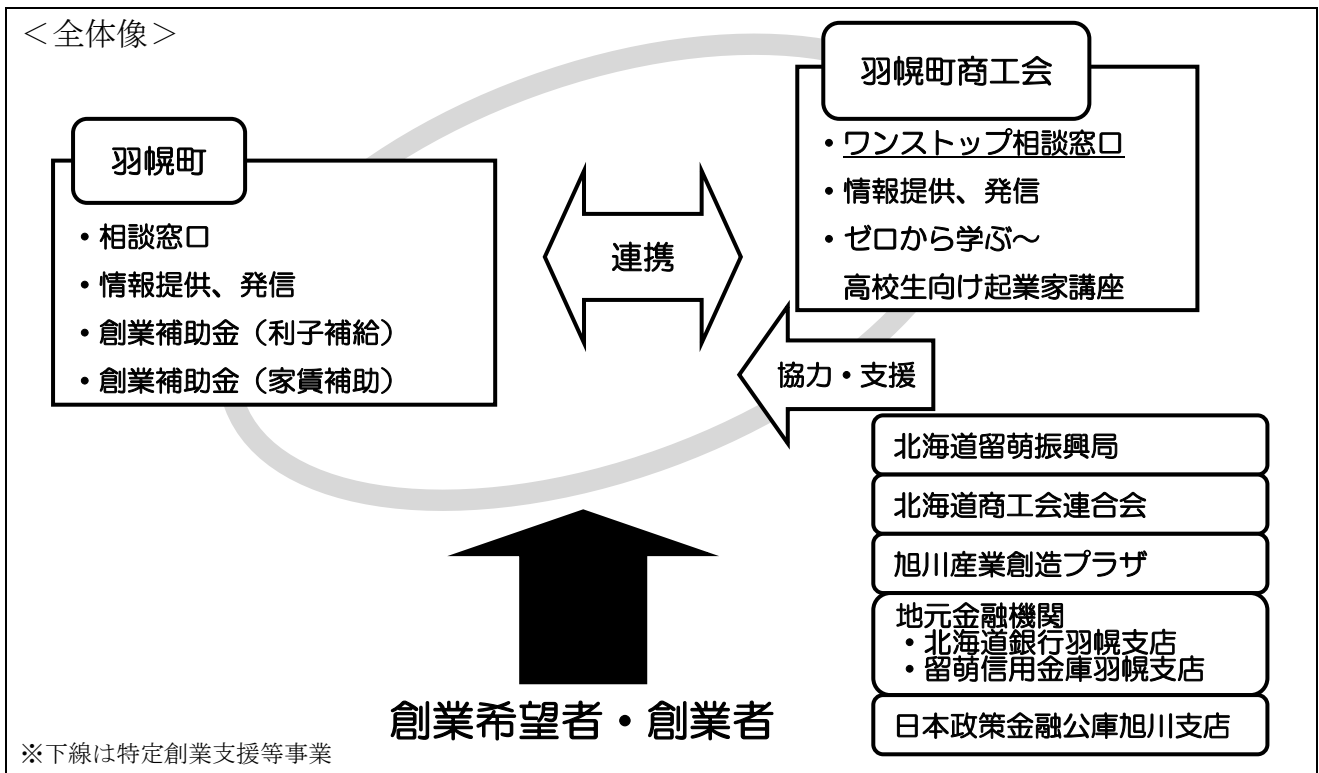 ＜全体像＞
羽幌町
・相談窓口
・情報提供、発信
・創業補助金（利子補給）
・創業補助金（家賃補助）
連携
羽幌町商工会
・ワンストップ相談窓口
・情報提供、発信
・ゼロから学ぶ～
高校生向け起業家講座
協力・支援
北海道留萌振興局
北海道商工会連合会
旭川産業創造プラザ
地元金融機関
・北海道銀行羽幌支店
・留萌信用金庫羽幌支店
日本政策金融公庫旭川支店
創業希望者・創業者
※下線は特定創業支援等事業